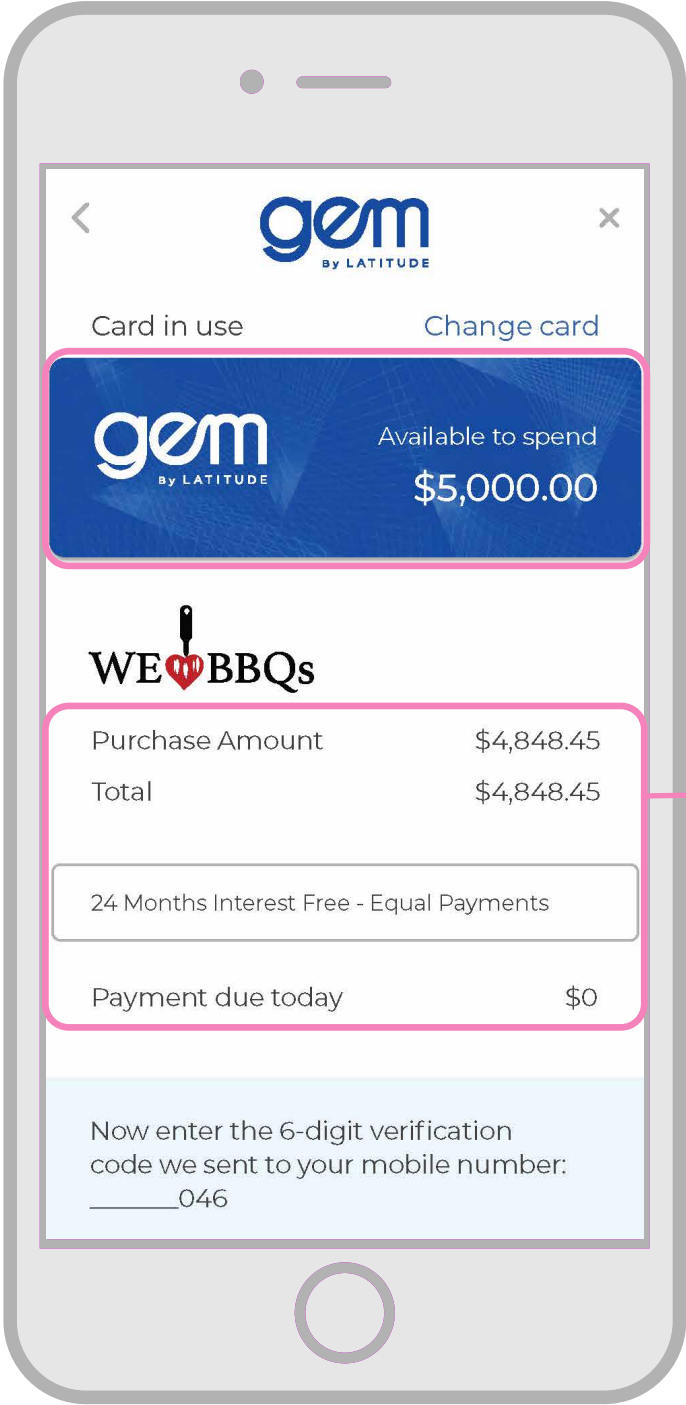 gem
By LATITUDE
Card in use Change card
gem
By LATITUDE
Available to spend
$5,000.00
WE BBQs
Purchase Amount $4,848.45
Total $4,848.45
24 Months Interest Free - Equal Payments
Payment due today $0
Now enter the 6-digit verification
code we sent to your mobile number:
_______046